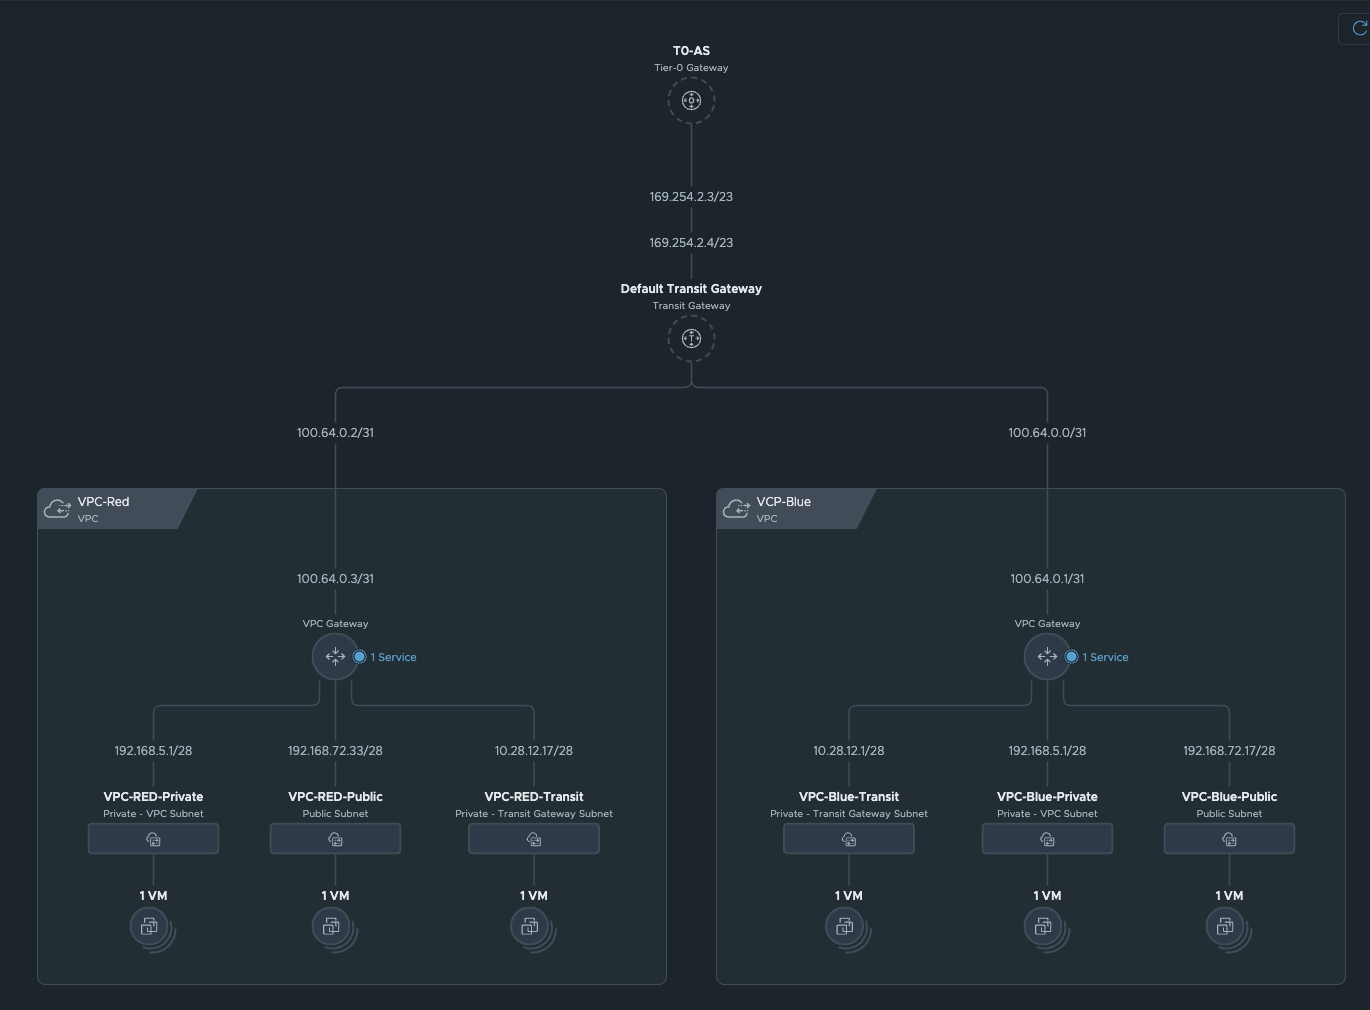 T0-AS
Tier-0 Gateway
169.254.2.3/23
169.254.2.4/23
Default Transit Gateway
Transit Gateway
100.64.0.2/31
100.64.0.0/31
VPC-Red
VPC
VCP-Blue
VPC
100.64.0.3/31
100.64.0.1/31
VPC Gateway
VPC Gateway
1 Service
1 Service
192.168.5.1/28
192.168.72.33/28
10.28.12.17/28
10.28.12.1/28
192.168.5.1/28
192.168.72.17/28
VPC-RED-Private
Private - VPC Subnet
VPC-RED-Public
Public Subnet
VPC-RED-Transit
Private - Transit Gateway Subnet
VPC-Blue-Transit
Private - Transit Gateway Subnet
VPC-Blue-Private
Private - VPC Subnet
VPC-Blue-Public
Public Subnet
1 VM
1 VM
1 VM
1 VM
1 VM
1 VM